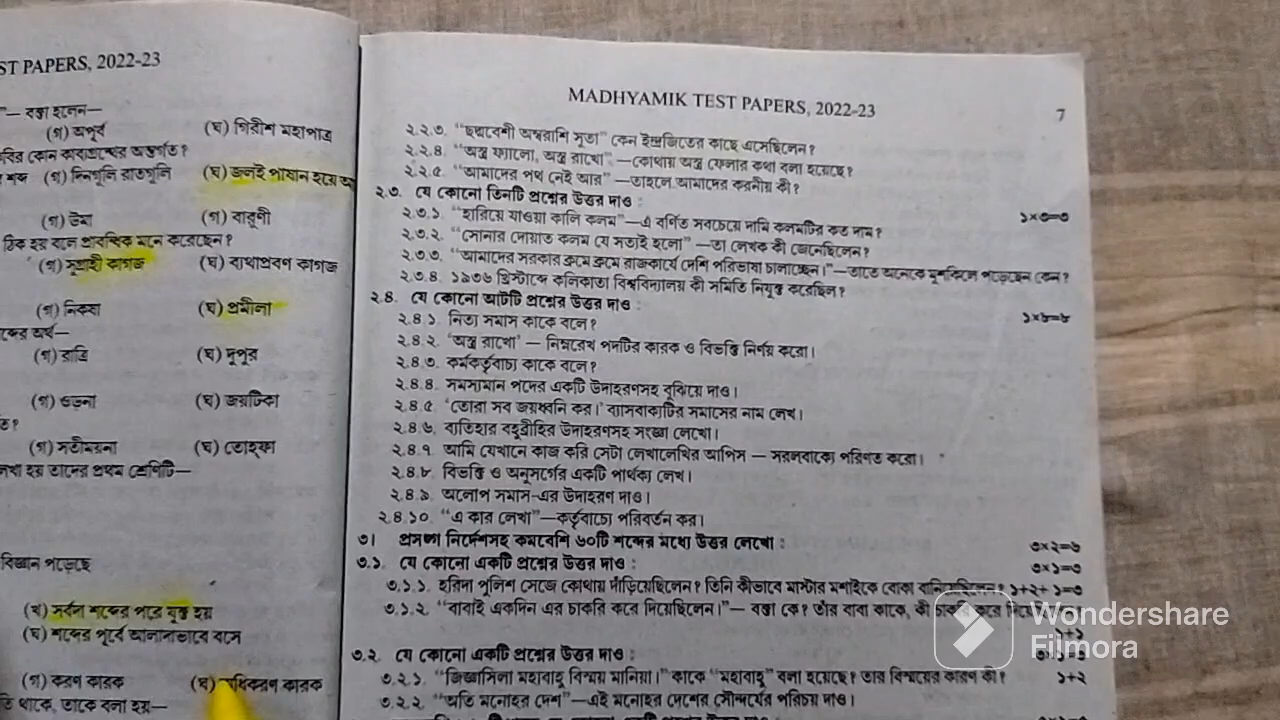 ST PAPERS, 2022-23
”— বক্তা হলেন—
(গ) অপূর্ব (ঘ) গিরীশ মহাপাত্র
কোন কাব্যগ্রন্থের অন্তর্গত?
শব্দ (গ) দিনগুলি রাতগুলি (ঘ) জলই পাষাণ হয়ে আ
(গ) উমা (গ) বারুণী
ঠিক হয় বলে প্রাবন্ধিক মনে করেছেন?
(গ) সুগ্রাহী কাগজ (ঘ) ব্যথাপ্রবণ কাগজ
(গ) নিকষা (ঘ) প্রমীলা
অর্থ—
(গ) রাত্রি (ঘ) দুপুর
(গ) ওড়না (ঘ) জয়টিকা
(গ) সতীময়না (ঘ) তোহফা
হয় তাদের প্রথম শ্রেণিটি—
বিজ্ঞান পড়েছে
(খ) সর্বদা শব্দের পরে যুক্ত হয়
(ঘ) শব্দের পূর্বে আলাদাভাবে বসে
(গ) করণ কারক (ঘ) অধিকরণ কারক
থাকে, তাকে বলা হয়—
MADHYAMIK TEST PAPERS, 2022-23 7
২.২.৩. “ছদ্মবেশী অম্বুরাশি সুতা” কেন ইন্দ্রজিতের কাছে এসেছিলেন?
২.২.৪. “অস্ত্র ফ্যালো, অস্ত্র রাখো” —কোথায় অস্ত্র ফেলার কথা বলা হয়েছে?
২.২.৫. “আমাদের পথ নেই আর” —তাহলে আমাদের করনীয় কী?
২.৩. যে কোনো তিনটি প্রশ্নের উত্তর দাও : ১×৩=৩
২.৩.১. “হারিয়ে যাওয়া কালি কলম”—এ বর্ণিত সবচেয়ে দামি কলমটির কত দাম?
২.৩.২. “সোনার দোয়াত কলম যে সত্যই হলো” —তা লেখক কী জেনেছিলেন?
২.৩.৩. “আমাদের সরকার ক্রমে ক্রমে রাজকার্যে দেশি পরিভাষা চালাচ্ছেন।”—তাতে অনেকে মুশকিলে পড়েছেন কেন?
২.৩.৪. ১৯৩৬ খ্রিস্টাব্দে কলিকাতা বিশ্ববিদ্যালয় কী সমিতি নিযুক্ত করেছিল?
২.৪. যে কোনো আটটি প্রশ্নের উত্তর দাও : ১×৮=৮
২.৪.১. নিত্য সমাস কাকে বলে?
২.৪.২. ‘অস্ত্র রাখো’ — নিম্নরেখ পদটির কারক ও বিভক্তি নির্ণয় করো।
২.৪.৩. কর্মকর্তৃবাচ্য কাকে বলে?
২.৪.৪. সমস্যমান পদের একটি উদাহরণসহ বুঝিয়ে দাও।
২.৪.৫. ‘তোরা সব জয়ধ্বনি কর।’ ব্যাসবাক্যটির সমাসের নাম লেখ।
২.৪.৬. ব্যতিহার বহুব্রীহির উদাহরণসহ সংজ্ঞা লেখো।
২.৪.৭. আমি যেখানে কাজ করি সেটা লেখালেখির আপিস — সরলবাক্যে পরিণত করো।
২.৪.৮. বিভক্তি ও অনুসর্গের একটি পার্থক্য লেখ।
২.৪.৯. অলোপ সমাস-এর উদাহরণ দাও।
২.৪.১০. “এ কার লেখা”—কর্তৃবাচ্যে পরিবর্তন কর।
৩। প্রসঙ্গ নির্দেশসহ কমবেশি ৬০টি শব্দের মধ্যে উত্তর লেখো : ৩×২=৬
৩.১. যে কোনো একটি প্রশ্নের উত্তর দাও : ৩×১=৩
৩.১.১. হরিদা পুলিশ সেজে কোথায় দাঁড়িয়েছিলেন? তিনি কীভাবে মাস্টার মশাইকে বোকা বানিয়েছিলেন? ১+২+ ১=৩
৩.১.২. “বাবাই একদিন এর চাকরি করে দিয়েছিলেন।”— বক্তা কে? তাঁর বাবা কাকে, কী চাকরি করে
১+১
৩.২. যে কোনো একটি প্রশ্নের উত্তর দাও :
৩.২.১. “জিজ্ঞাসিলা মহাবাহু বিস্ময় মানিয়া।” কাকে “মহাবাহু” বলা হয়েছে? তার বিস্ময়ের কারণ কী? ১+২
৩.২.২. “অতি মনোহর দেশ” —এই মনোহর দেশের সৌন্দর্যের পরিচয় দাও।
Wondershare
Filmora